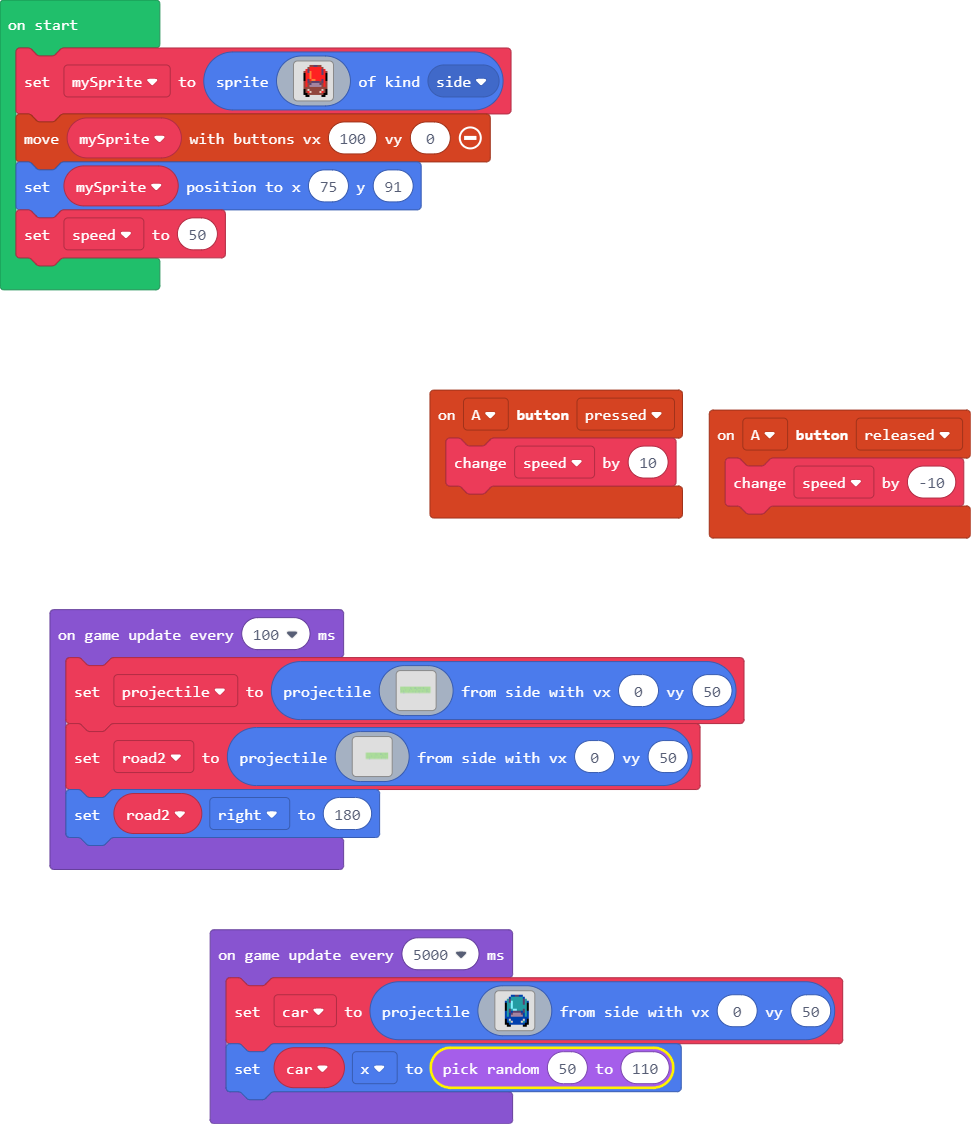 on start
set mySprite to sprite of kind side
move mySprite with buttons vx 100 vy 0
set mySprite position to x 75 y 91
set speed to 50
on A button pressed
change speed by 10
on A button released
change speed by -10
on game update every 100 ms
set projectile to projectile from side with vx 0 vy 50
set road2 to projectile from side with vx 0 vy 50
set road2 right to 180
on game update every 5000 ms
set car to projectile from side with vx 0 vy 50
set car x to pick random 50 to 110